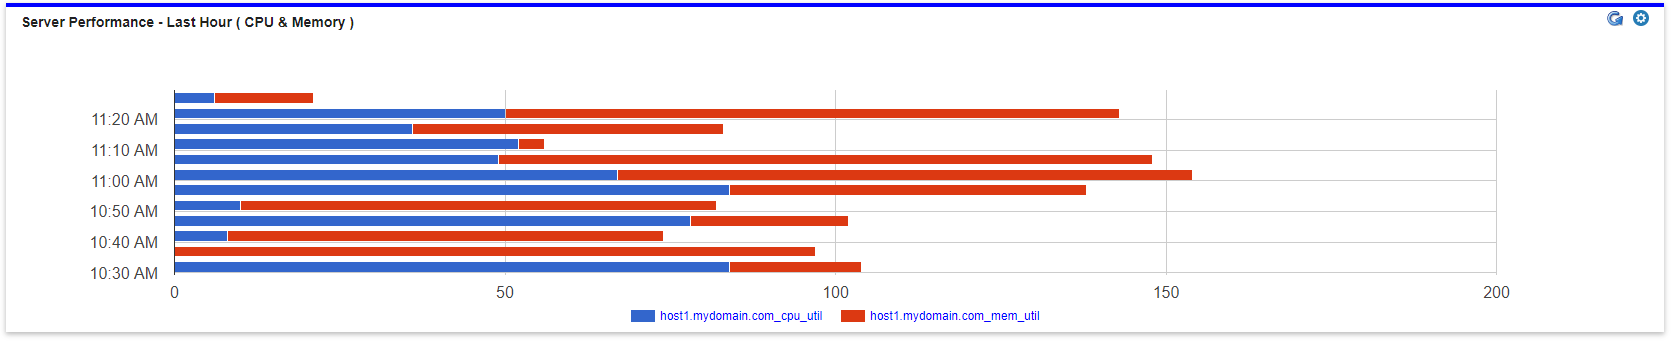 Server Performance - Last Hour ( CPU & Memory )
11:20 AM
11:10 AM
11:00 AM
10:50 AM
10:40 AM
10:30 AM
0 50 100 150 200
host1.mydomain.com_cpu_util host1.mydomain.com_mem_util